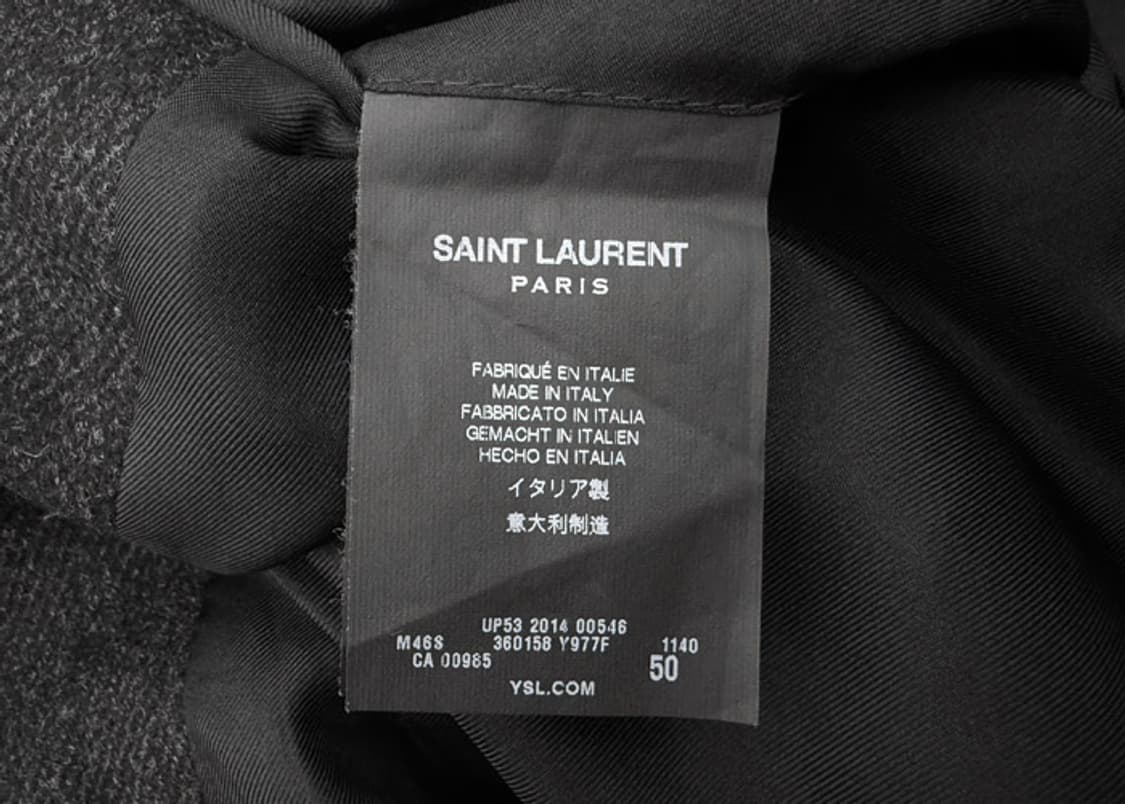 SAINT LAURENT
PARIS
FABRIQUÉ EN ITALIE
MADE IN ITALY
FABBRICATO IN ITALIA
GEMACHT IN ITALIEN
HECHO EN ITALIA
イタリア製
意大利制造
UP53 2014 00546
M46S 360158 Y977F 1140
CA 00985 50
YSL.COM